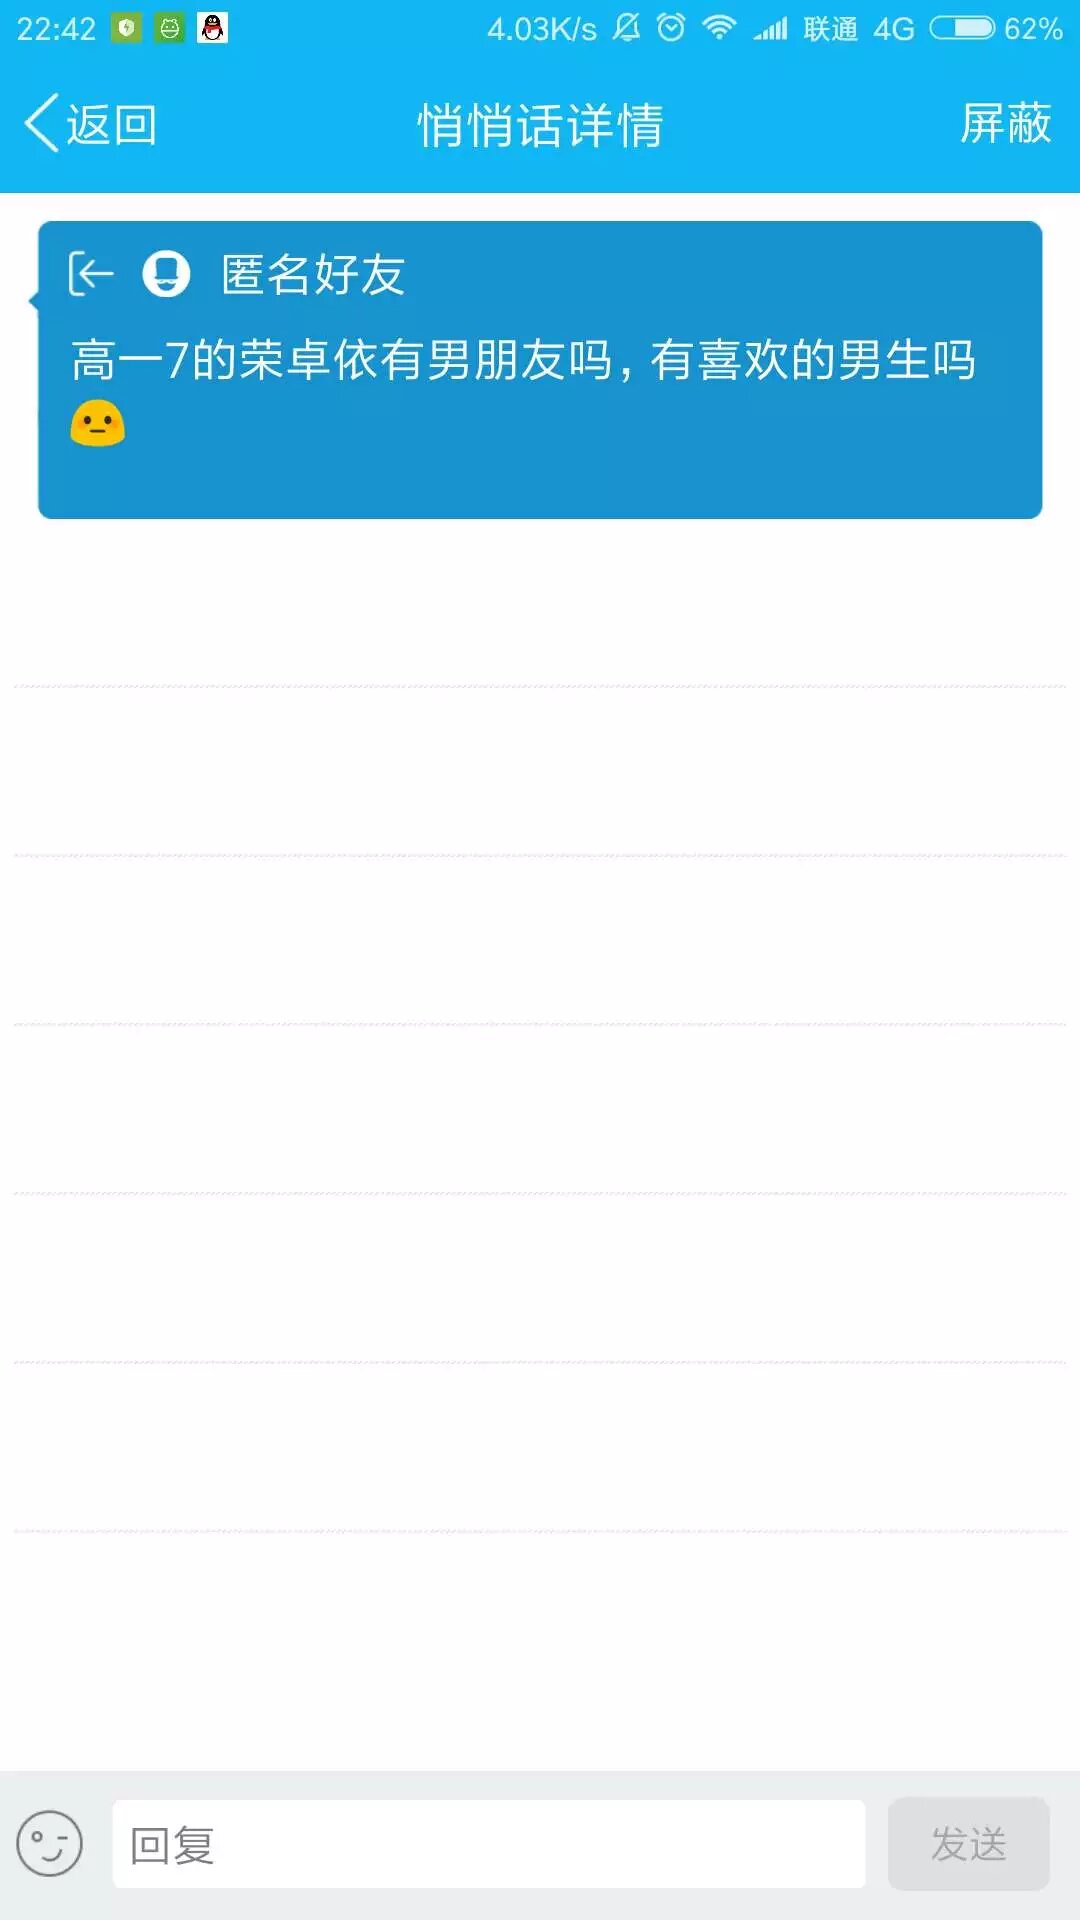 22:42 4.03K/s 联通 4G 62%
返回 悄悄话详情 屏蔽
匿名好友
高一7的荣卓依有男朋友吗，有喜欢的男生吗
😳
回复 发送